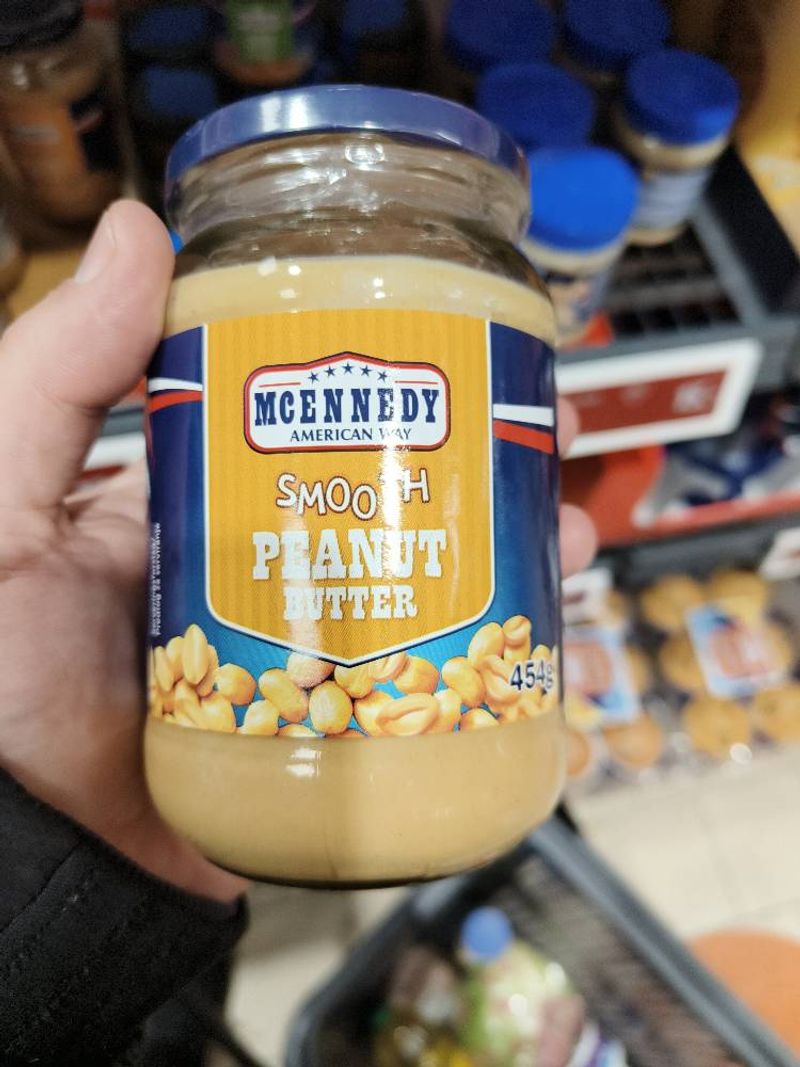 MCENNEDY
AMERICAN WAY
SMOOTH
PEANUT
BUTTER
454g